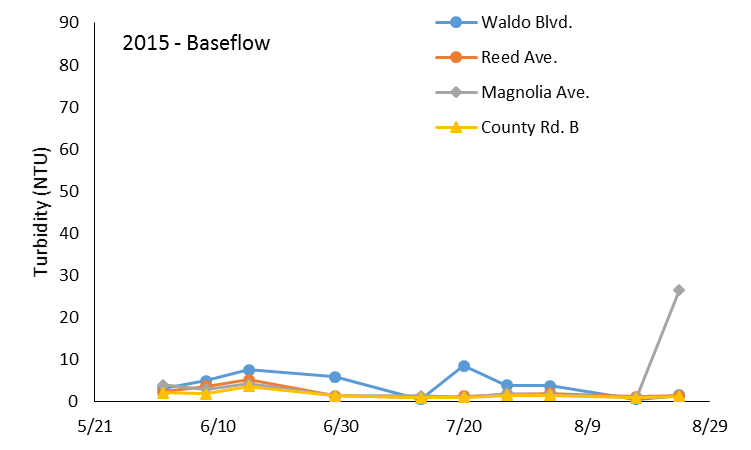 2015 - Baseflow
Waldo Blvd.
Reed Ave.
Magnolia Ave.
County Rd. B
Turbidity (NTU)
90
80
70
60
50
40
30
20
10
0
5/21 6/10 6/30 7/20 8/9 8/29